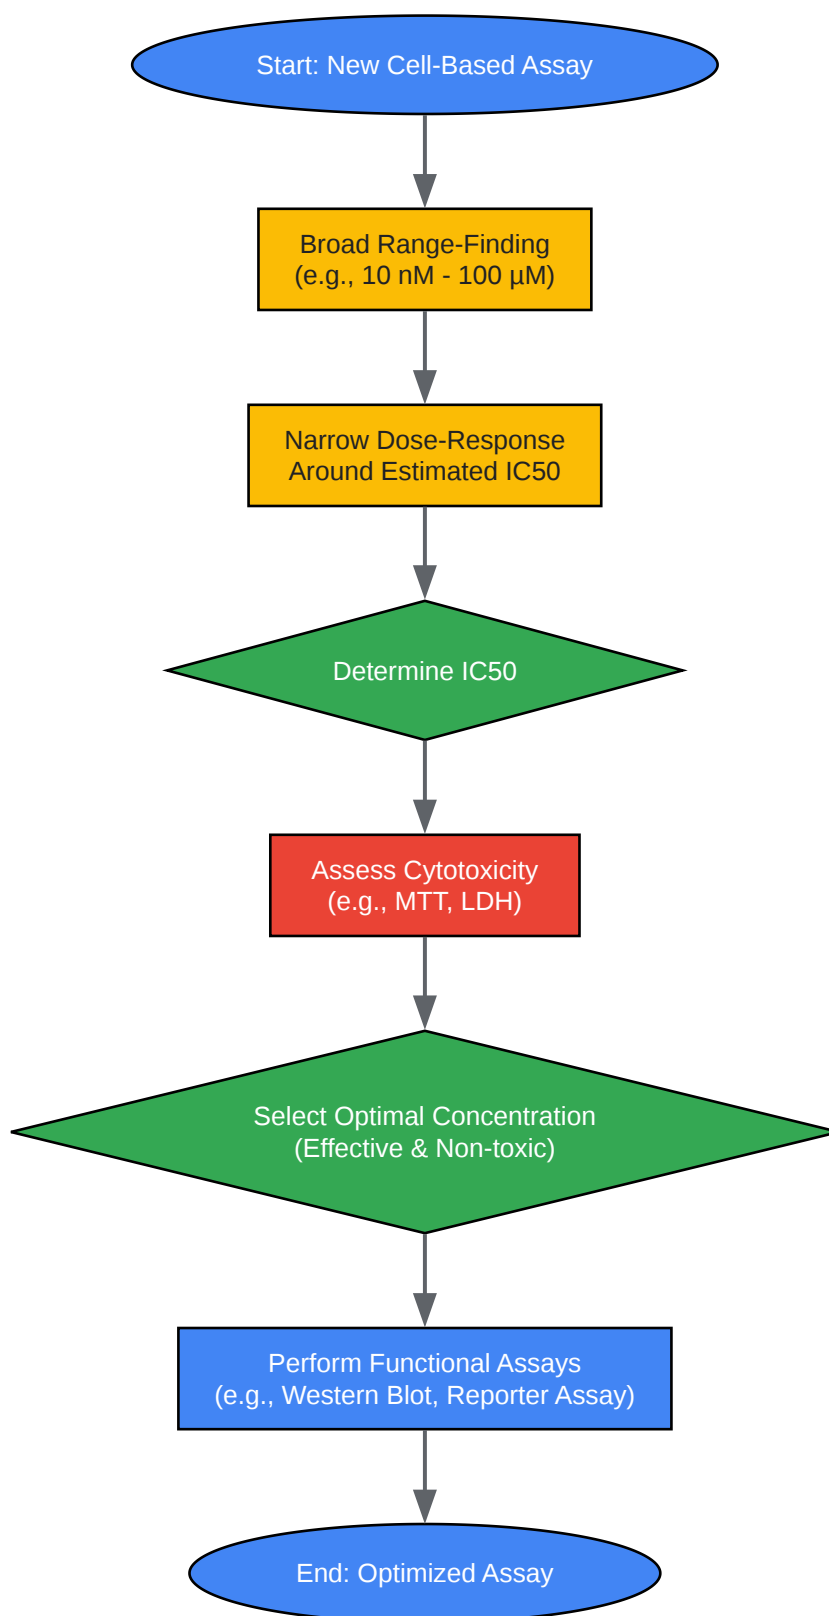 Start: New Cell-Based Assay
Broad Range-Finding
(e.g., 10 nM - 100 µM)
Narrow Dose-Response
Around Estimated IC50
Determine IC50
Assess Cytotoxicity
(e.g., MTT, LDH)
Select Optimal Concentration
(Effective & Non-toxic)
Perform Functional Assays
(e.g., Western Blot, Reporter Assay)
End: Optimized Assay